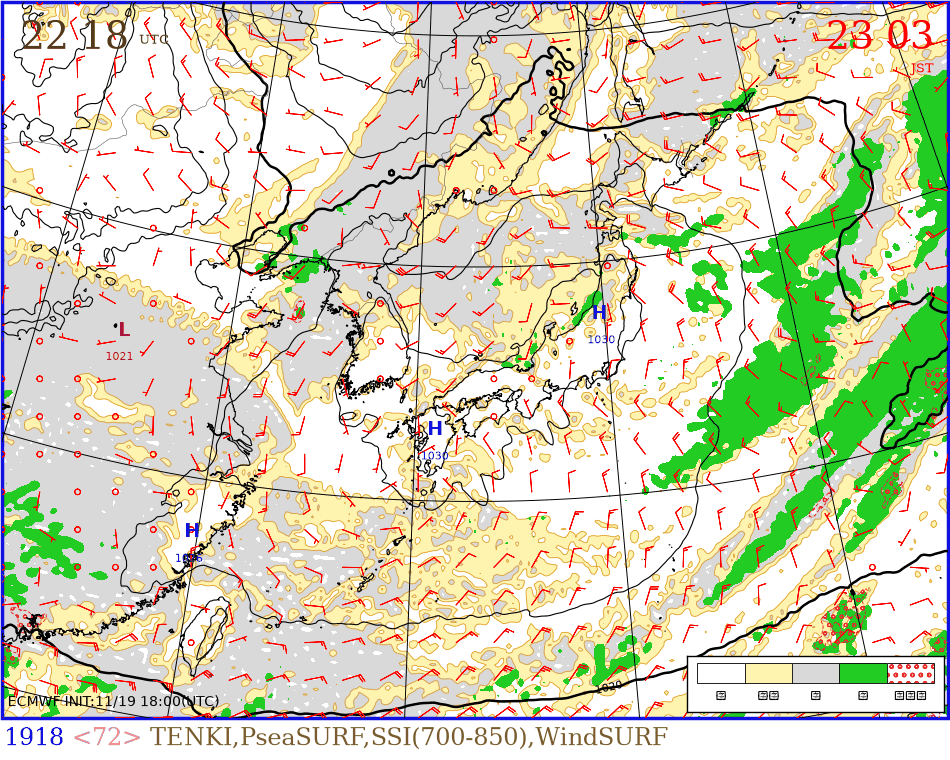 22 18 UTC 23 03
JST
H
1030
L
1021
H
1030
H
1020
ECMWF INIT:11/19 18:00(UTC)
1918 <72> TENKI,PseaSURF,SSI(700-850),WindSURF